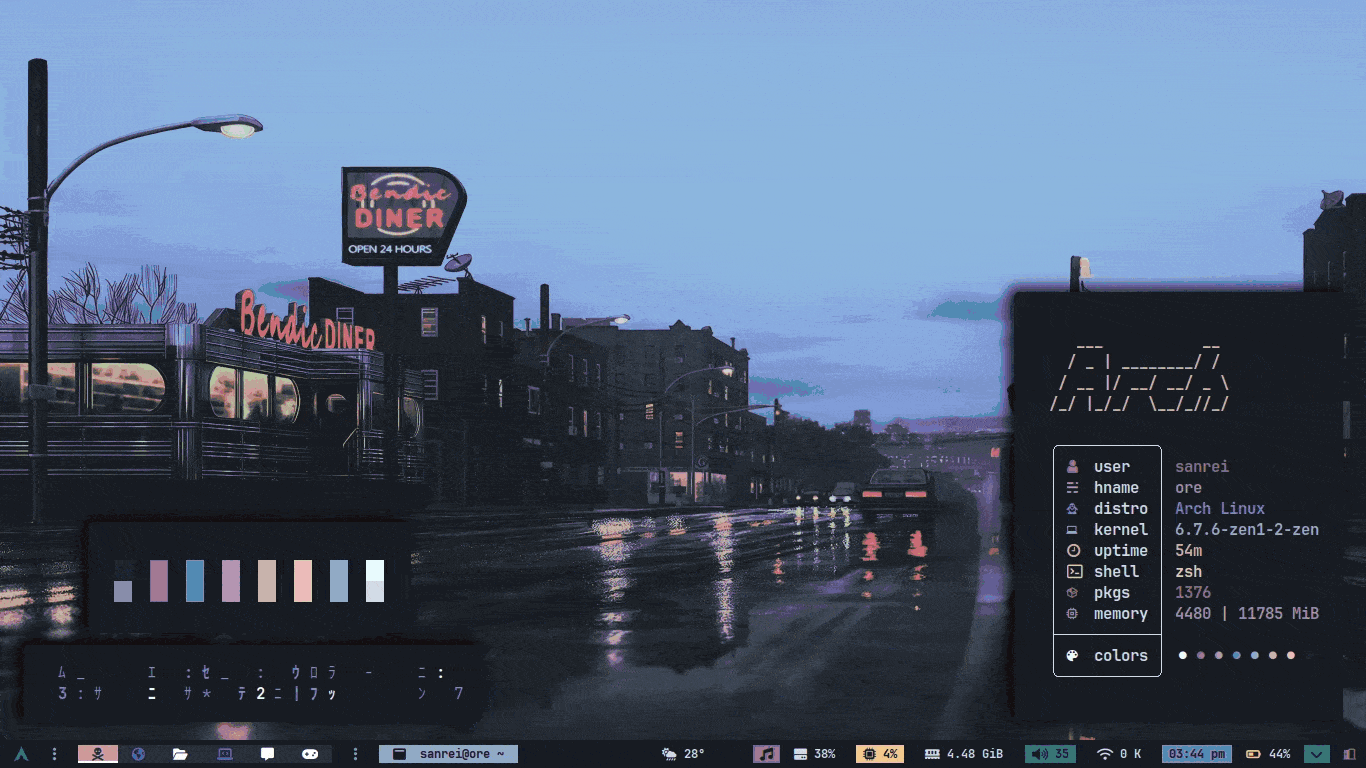 Bendic
DINER
OPEN 24 HOURS
Bendic DINER
user sanrei
hname ore
distro Arch Linux
kernel 6.7.6-zen1-2-zen
uptime 54m
shell zsh
pkgs 1376
memory 4480 | 11785 MiB
colors
ム _ エ : セ _ : ウ ロ ラ - ニ :
3 : サ ニ サ * テ 2 ニ | フ ッ ン 7
sanrei@ore ~
28°
38%
4%
4.48 GiB
35
0 K
03:44 pm
44%